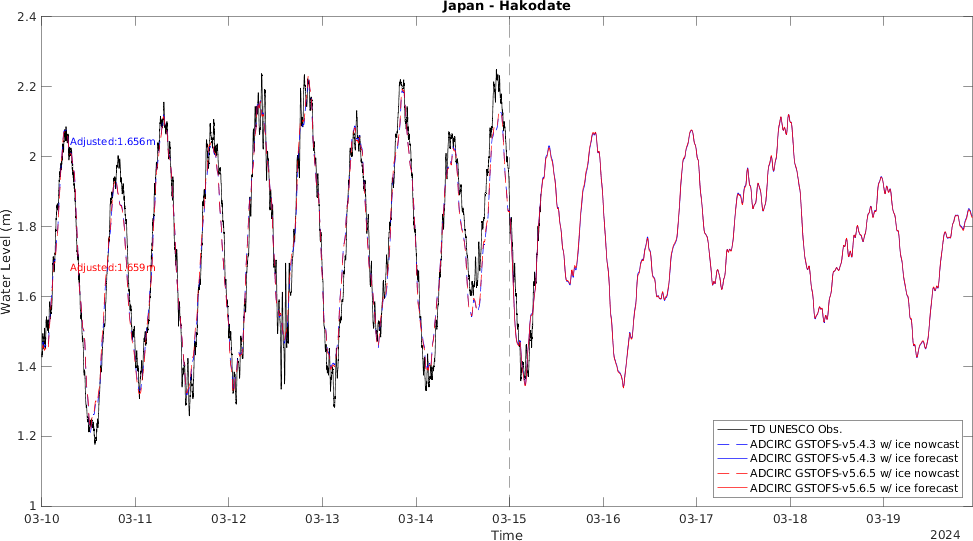 Japan - Hakodate
2.4
2.2
2
1.8
1.6
1.4
1.2
1
Water Level (m)
Adjusted:1.656m
Adjusted:1.659m
TD UNESCO Obs.
ADCIRC GSTOFS-v5.4.3 w/ ice nowcast
ADCIRC GSTOFS-v5.4.3 w/ ice forecast
ADCIRC GSTOFS-v5.6.5 w/ ice nowcast
ADCIRC GSTOFS-v5.6.5 w/ ice forecast
03-10 03-11 03-12 03-13 03-14 03-15 03-16 03-17 03-18 03-19
Time
2024